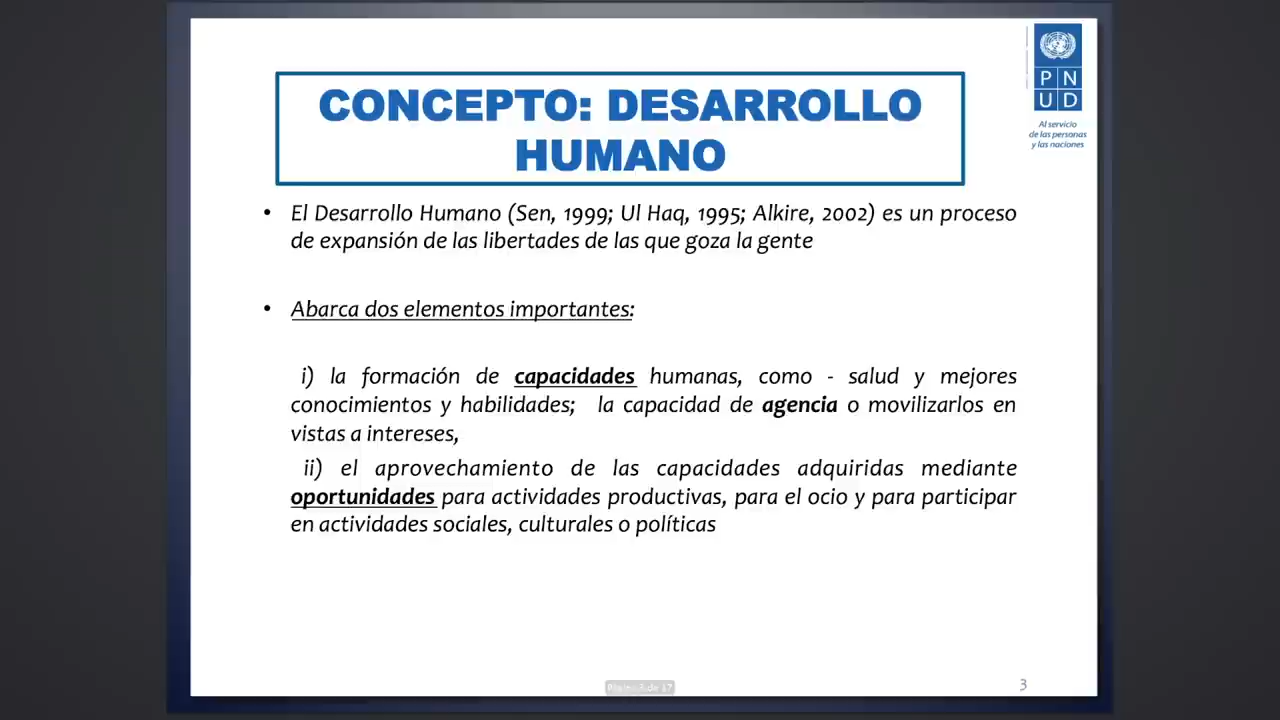 CONCEPTO: DESARROLLO
HUMANO
P N
U D
Al servicio
de las personas
y las naciones
• El Desarrollo Humano (Sen, 1999; Ul Haq, 1995; Alkire, 2002) es un proceso
de expansión de las libertades de las que goza la gente
• Abarca dos elementos importantes:
i) la formación de capacidades humanas, como - salud y mejores
conocimientos y habilidades; la capacidad de agencia o movilizarlos en
vistas a intereses,
ii) el aprovechamiento de las capacidades adquiridas mediante
oportunidades para actividades productivas, para el ocio y para participar
en actividades sociales, culturales o políticas
3